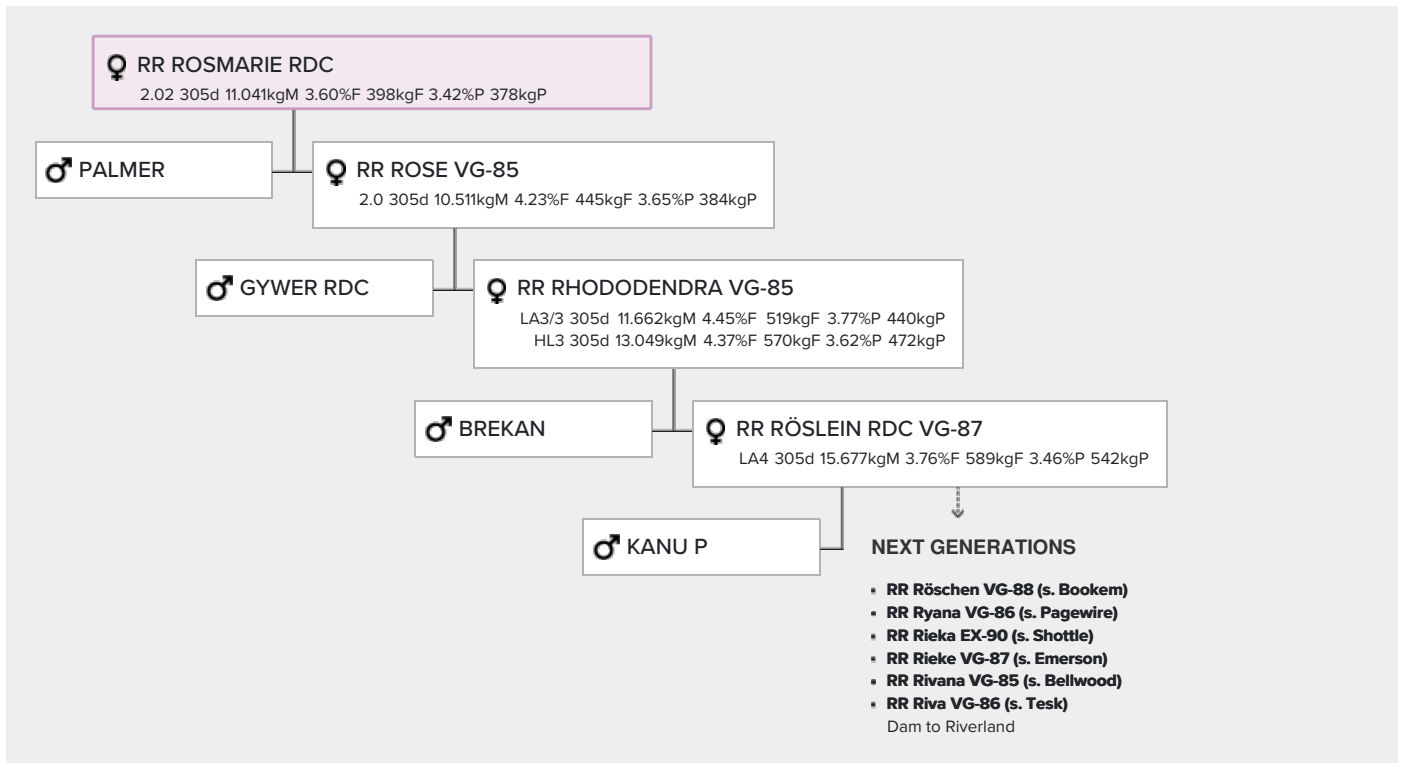 RR ROSMARIE RDC
2.02 305d 11.041kgM 3.60%F 398kgF 3.42%P 378kgP
PALMER
RR ROSE VG-85
2.0 305d 10.511kgM 4.23%F 445kgF 3.65%P 384kgP
GYWER RDC
RR RHODODENDRA VG-85
LA3/3 305d 11.662kgM 4.45%F 519kgF 3.77%P 440kgP
HL3 305d 13.049kgM 4.37%F 570kgF 3.62%P 472kgP
BREKAN
RR RÖSLEIN RDC VG-87
LA4 305d 15.677kgM 3.76%F 589kgF 3.46%P 542kgP
KANU P
NEXT GENERATIONS
RR Röschen VG-88 (s. Bookem)
RR Ryana VG-86 (s. Pagewire)
RR Rieka EX-90 (s. Shottle)
RR Rieke VG-87 (s. Emerson)
RR Rivana VG-85 (s. Bellwood)
RR Riva VG-86 (s. Tesk)
Dam to Riverland